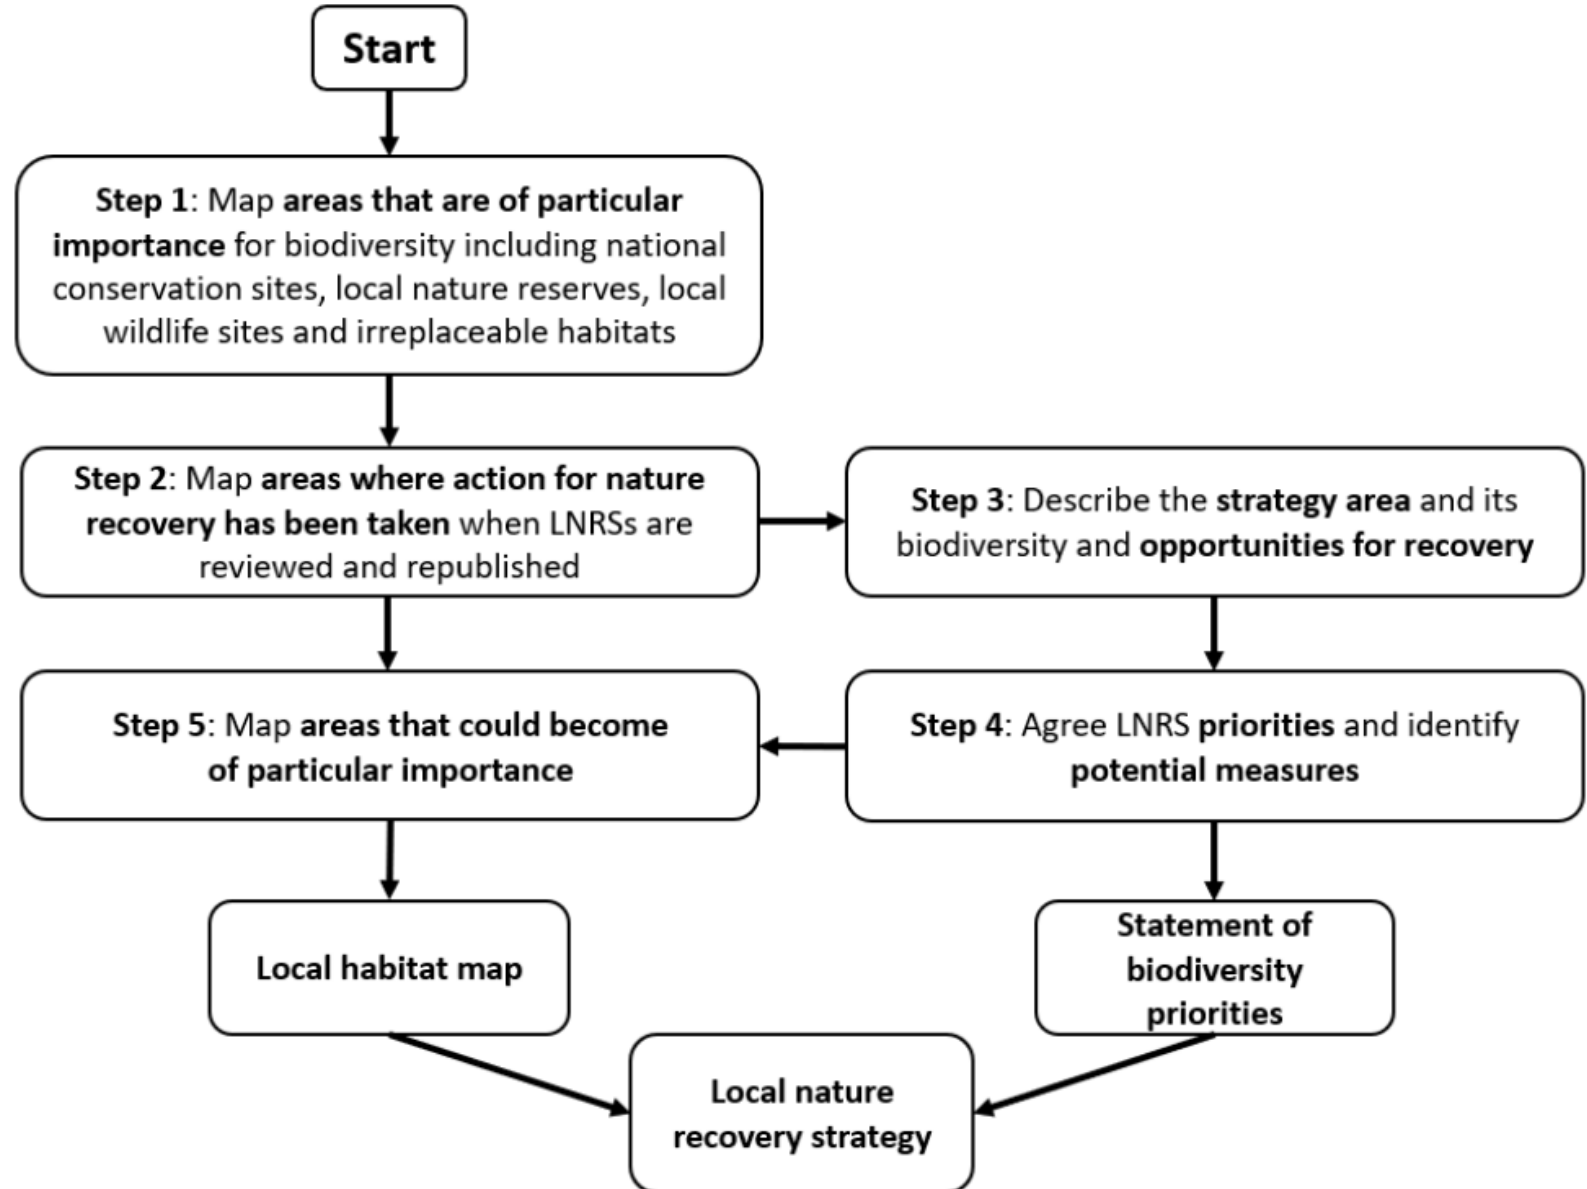 Start
Step 1: Map areas that are of particular
importance for biodiversity including national
conservation sites, local nature reserves, local
wildlife sites and irreplaceable habitats
Step 2: Map areas where action for nature
recovery has been taken when LNRSs are
reviewed and republished
Step 3: Describe the strategy area and its
biodiversity and opportunities for recovery
Step 4: Agree LNRS priorities and identify
potential measures
Step 5: Map areas that could become
of particular importance
Local habitat map
Statement of
biodiversity
priorities
Local nature
recovery strategy